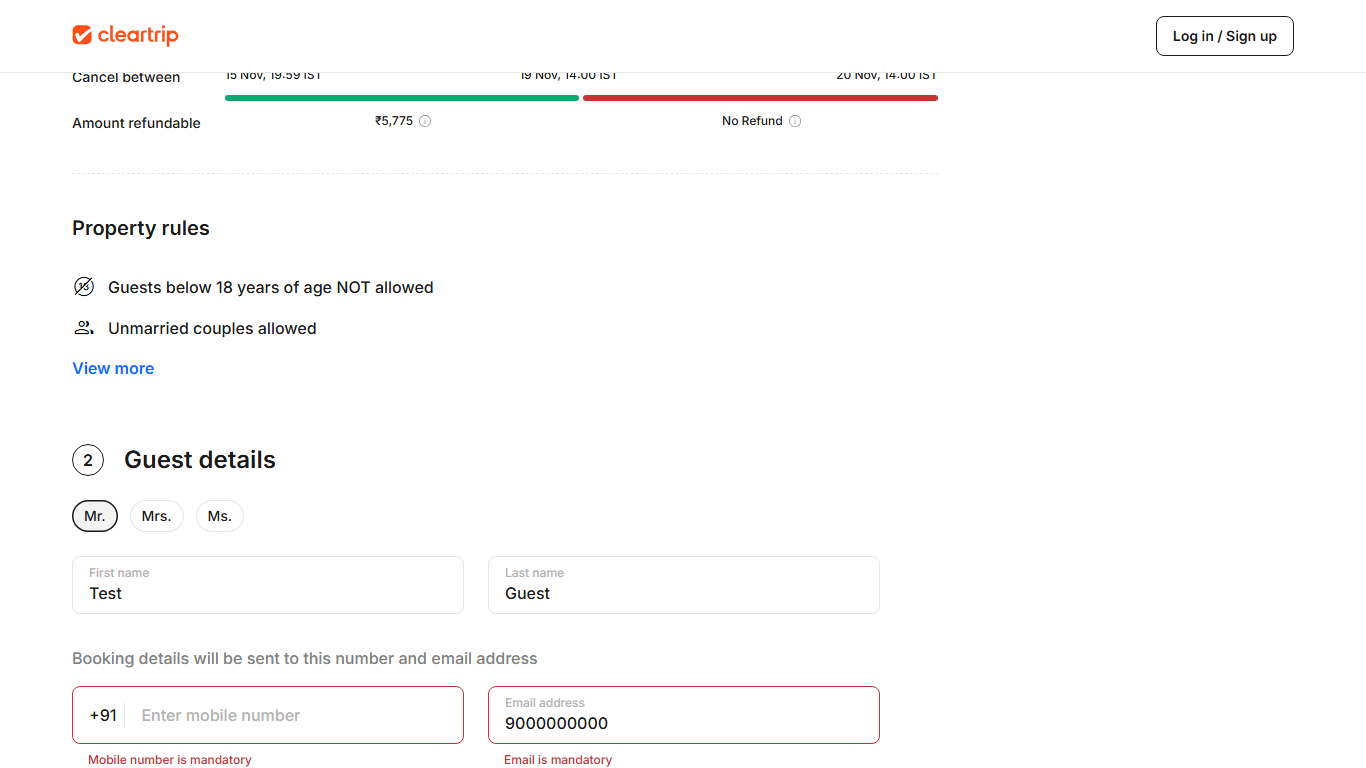 cleartrip
Log in / Sign up
Cancel between 15 Nov, 19:59 IST 19 Nov, 14:00 IST 20 Nov, 14:00 IST
Amount refundable ₹5,775 No Refund
Property rules
18 Guests below 18 years of age NOT allowed
Unmarried couples allowed
View more
2 Guest details
Mr. Mrs. Ms.
First name Last name
Test Guest
Booking details will be sent to this number and email address
+91 Enter mobile number
Email address
9000000000
Mobile number is mandatory Email is mandatory